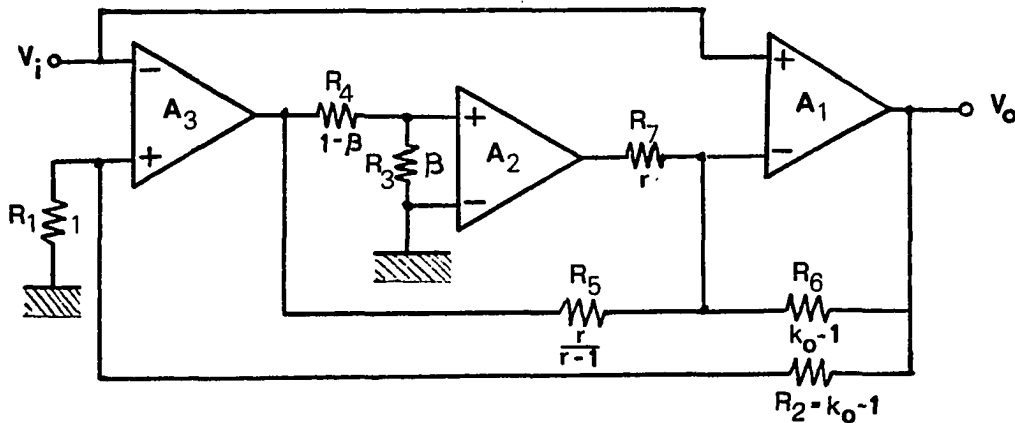 Vi
−
+
A3
R1
1
R4
1-β
R3
β
+
−
A2
R7
r
+
−
A1
Vo
R5
r
r-1
R6
ko-1
R2 = ko-1